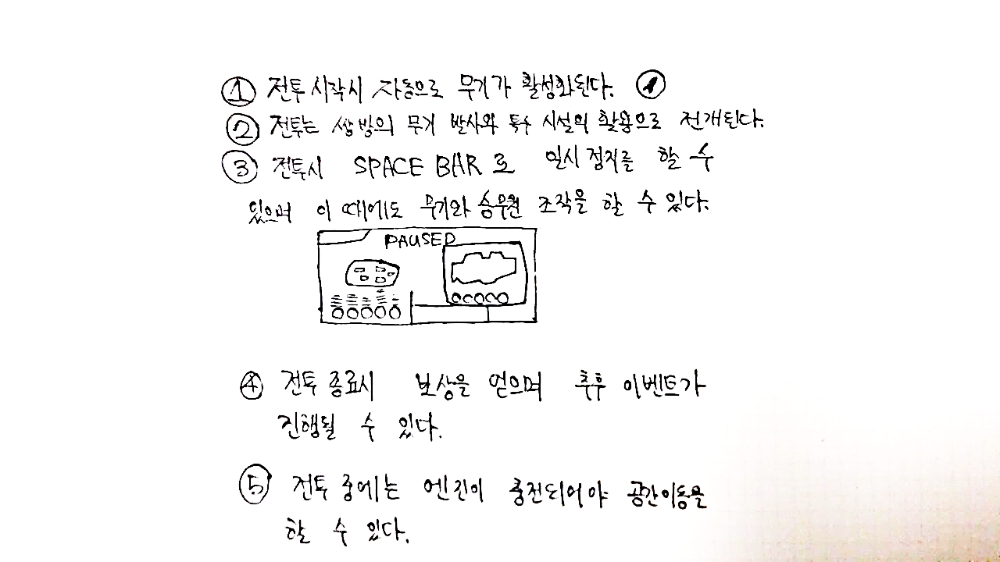 ① 전투 시작시 자동으로 무기가 활성화된다. ①
② 전투는 쌍방의 무기 발사와 특수 시설의 활용으로 전개된다.
③ 전투시 SPACE BAR로 일시 정지를 할 수
있으며 이 때에도 무기와 승무원 조작을 할 수 있다.
PAUSED
④ 전투 종료시 보상을 얻으며 추후 이벤트가
진행될 수 있다.
⑤ 전투 중에는 엔진이 충전되어야 공간이동을
할 수 있다.